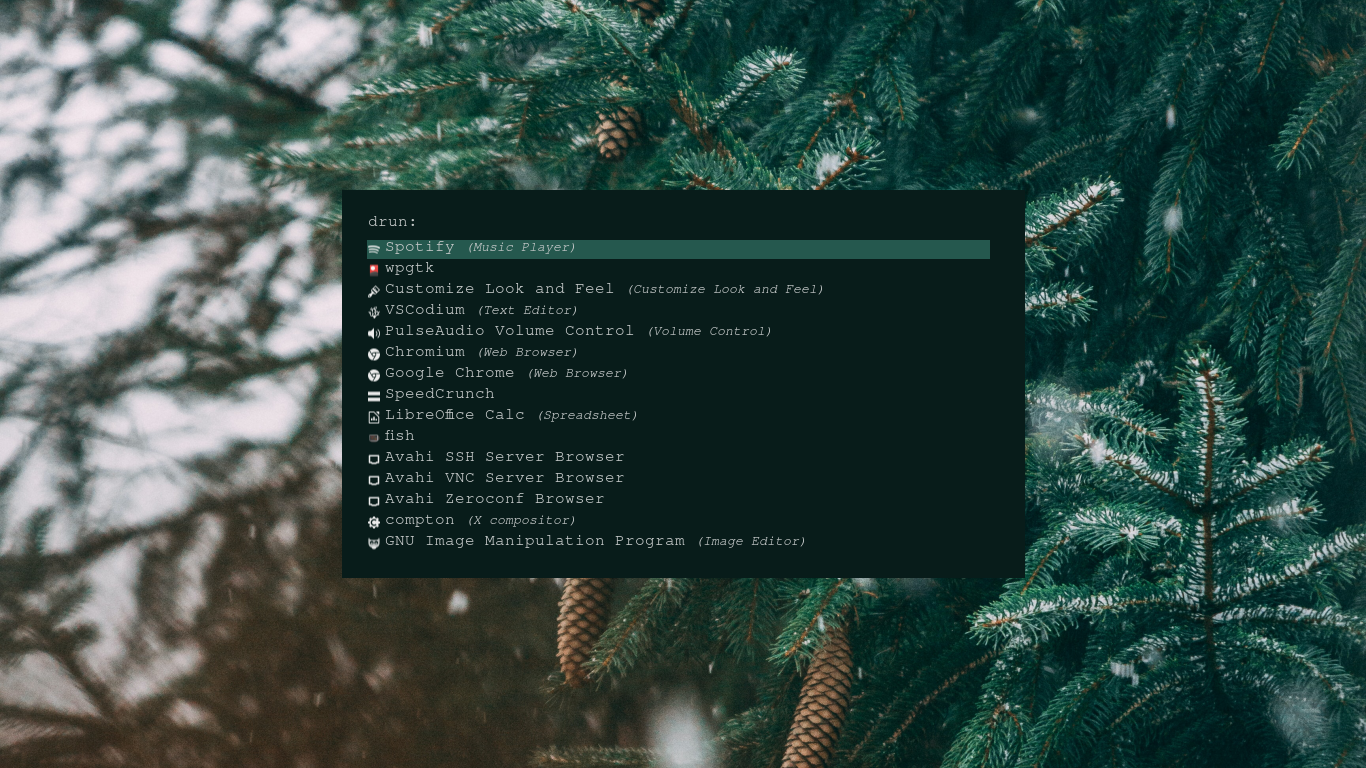 drun:
Spotify (Music Player)
wpgtk
Customize Look and Feel (Customize Look and Feel)
VSCodium (Text Editor)
PulseAudio Volume Control (Volume Control)
Chromium (Web Browser)
Google Chrome (Web Browser)
SpeedCrunch
LibreOffice Calc (Spreadsheet)
fish
Avahi SSH Server Browser
Avahi VNC Server Browser
Avahi Zeroconf Browser
compton (X compositor)
GNU Image Manipulation Program (Image Editor)